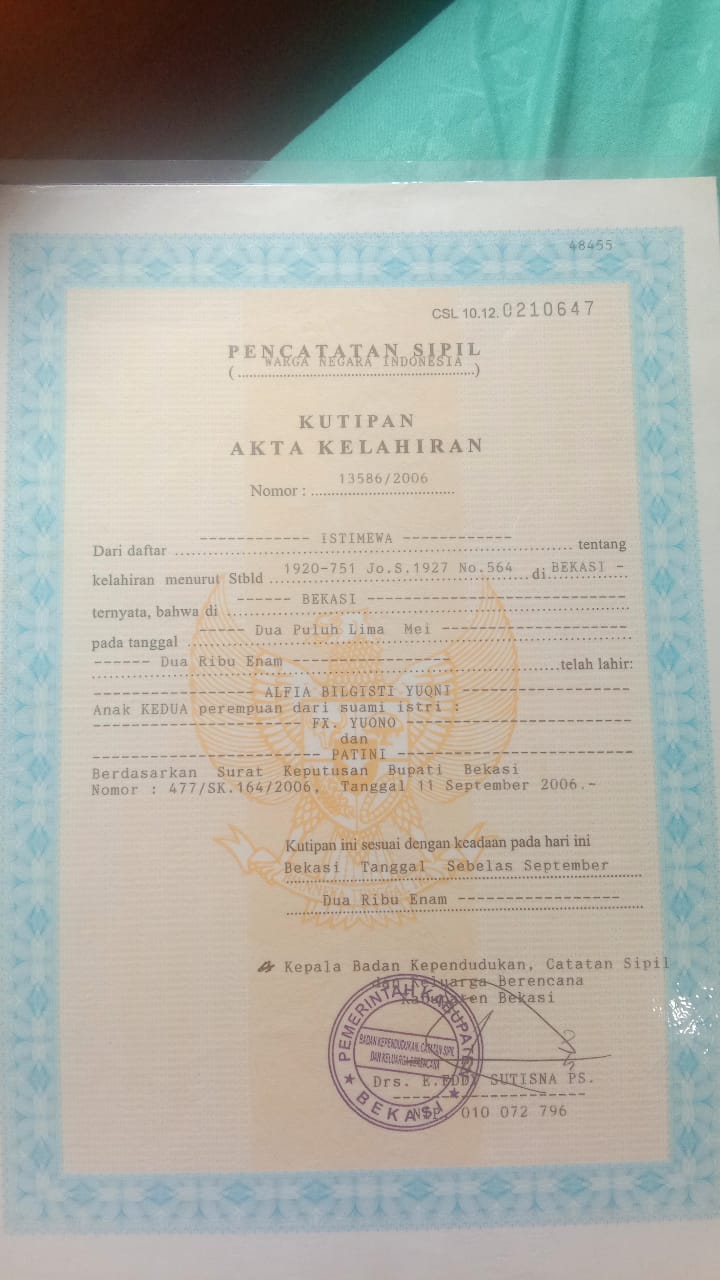 48455
CSL 10.12. 0210647
PENCATATAN SIPIL
( WARGA NEGARA INDONESIA )
KUTIPAN
AKTA KELAHIRAN
Nomor : 13586/2006
Dari daftar ------------ ISTIMEWA ------------ tentang
kelahiran menurut Stbld 1920-751 Jo.S.1927 No.564 di BEKASI -
ternyata, bahwa di ------ BEKASI ----------------------------
pada tanggal ----- Dua Puluh Lima Mei --------------------
------ Dua Ribu Enam ----------------- telah lahir:
----------------- ALFIA BILGISTI YUQNI -----------------
Anak KEDUA perempuan dari suami istri :
---------------------- FX. YUONO ------------------------
dan
------------------------ PATINI ------------------------
Berdasarkan Surat Keputusan Bupati Bekasi
Nomor : 477/SK.164/2006, Tanggal 11 September 2006.-
Kutipan ini sesuai dengan keadaan pada hari ini
Bekasi Tanggal Sebelas September
Dua Ribu Enam -----------------
Kepala Badan Kependudukan, Catatan Sipil
dan Keluarga Berencana
Kabupaten Bekasi
PEMERINTAH KABUPATEN
BADAN KEPENDUDUKAN, CATATAN SIPIL
DAN KELUARGA BERENCANA
★ BEKASI ★
Drs. E.EDDY SUTISNA PS.
NIP. 010 072 796